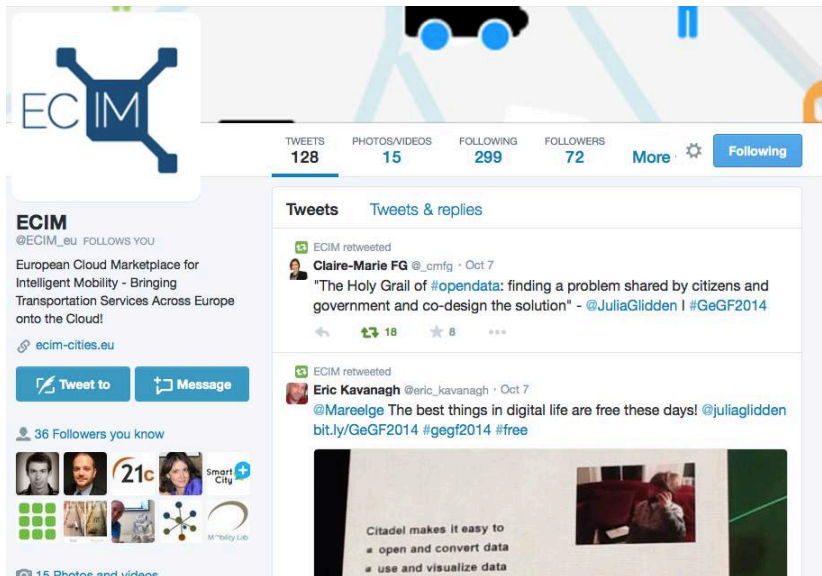 ECIM
TWEETS
128
PHOTOS/VIDEOS
15
FOLLOWING
299
FOLLOWERS
72
More
Following
ECIM
@ECIM_eu FOLLOWS YOU
European Cloud Marketplace for
Intelligent Mobility - Bringing
Transportation Services Across Europe
onto the Cloud!
ecim-cities.eu
Tweet to
Message
36 Followers you know
21c
Smart
City
Mobility Lab
15 Photos and videos
Tweets
Tweets & replies
ECIM retweeted
Claire-Marie FG @_cmfg · Oct 7
"The Holy Grail of #opendata: finding a problem shared by citizens and
government and co-design the solution" - @JuliaGlidden I #GeGF2014
18
8
ECIM retweeted
Eric Kavanagh @eric_kavanagh · Oct 7
@Mareelge The best things in digital life are free these days! @juliaglidden
bit.ly/GeGF2014 #gegf2014 #free
Citadel makes it easy to
open and convert data
use and visualize data